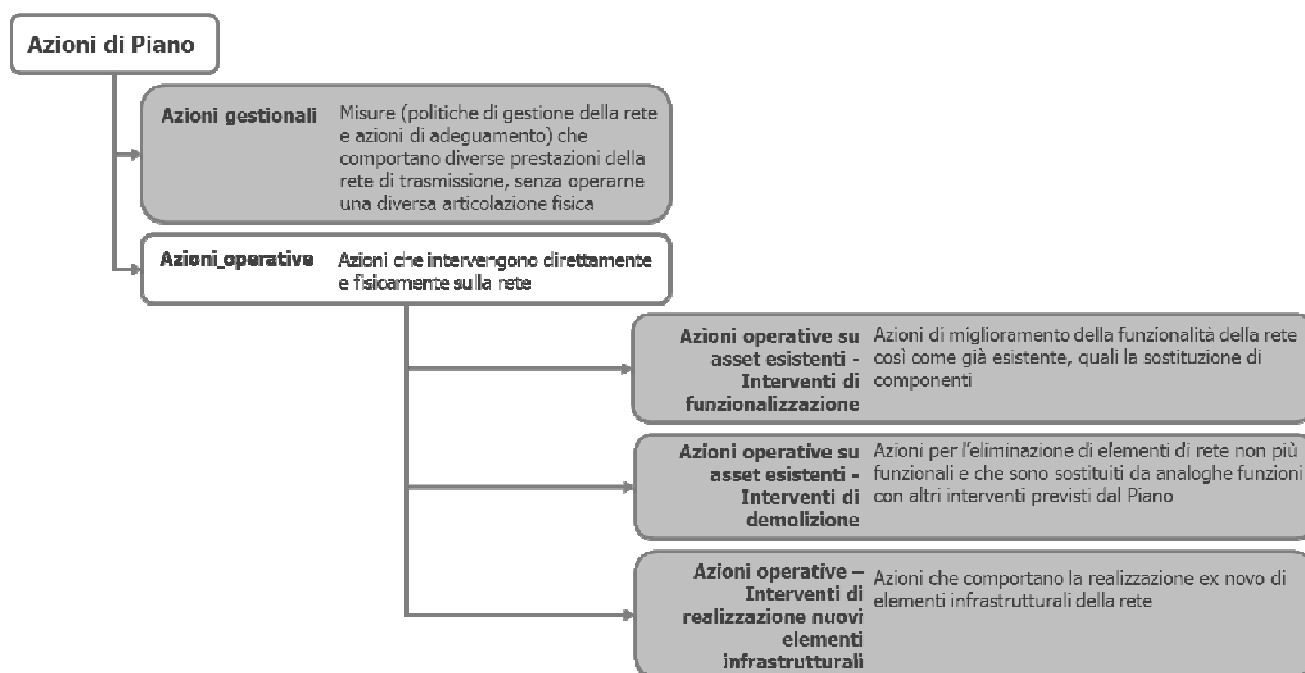 Azioni di Piano
Azioni gestionali
Misure (politiche di gestione della rete
e azioni di adeguamento) che
comportano diverse prestazioni della
rete di trasmissione, senza operarne
una diversa articolazione fisica
Azioni_operative
Azioni che intervengono direttamente
e fisicamente sulla rete
Azioni operative su
asset esistenti -
Interventi di
funzionalizzazione
Azioni di miglioramento della funzionalità della rete
così come già esistente, quali la sostituzione di
componenti
Azioni operative su
asset esistenti -
Interventi di
demolizione
Azioni per l'eliminazione di elementi di rete non più
funzionali e che sono sostituiti da analoghe funzioni
con altri interventi previsti dal Piano
Azioni operative –
Interventi di
realizzazione nuovi
elementi
infrastrutturali
Azioni che comportano la realizzazione ex novo di
elementi infrastrutturali della rete